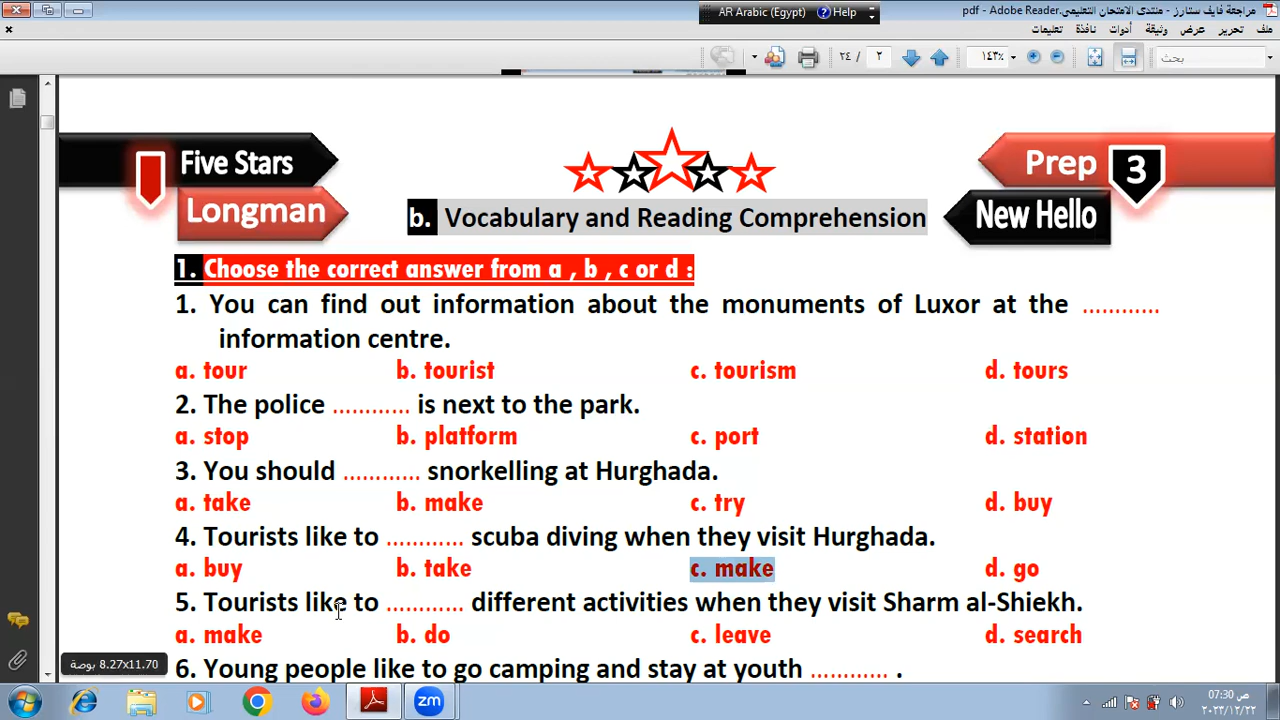 مراجعة فايف ستارز - منتدى الامتحان التعليمي.pdf - Adobe Reader
AR Arabic (Egypt) Help
ملف تحرير عرض وثيقة أدوات نافذة تعليمات
٢ / ٢٤ ١٤٣% بحث
Five Stars
Longman
Prep 3
New Hello
b. Vocabulary and Reading Comprehension
1. Choose the correct answer from a , b , c or d :
1. You can find out information about the monuments of Luxor at the ............
information centre.
a. tour b. tourist c. tourism d. tours
2. The police ............ is next to the park.
a. stop b. platform c. port d. station
3. You should ............ snorkelling at Hurghada.
a. take b. make c. try d. buy
4. Tourists like to ............ scuba diving when they visit Hurghada.
a. buy b. take c. make d. go
5. Tourists like to ............ different activities when they visit Sharm al-Shiekh.
a. make b. do c. leave d. search
6. Young people like to go camping and stay at youth ............ .
8.27x11.70 بوصة
07:30 ص
٢٠٢٣/١٢/٢٢